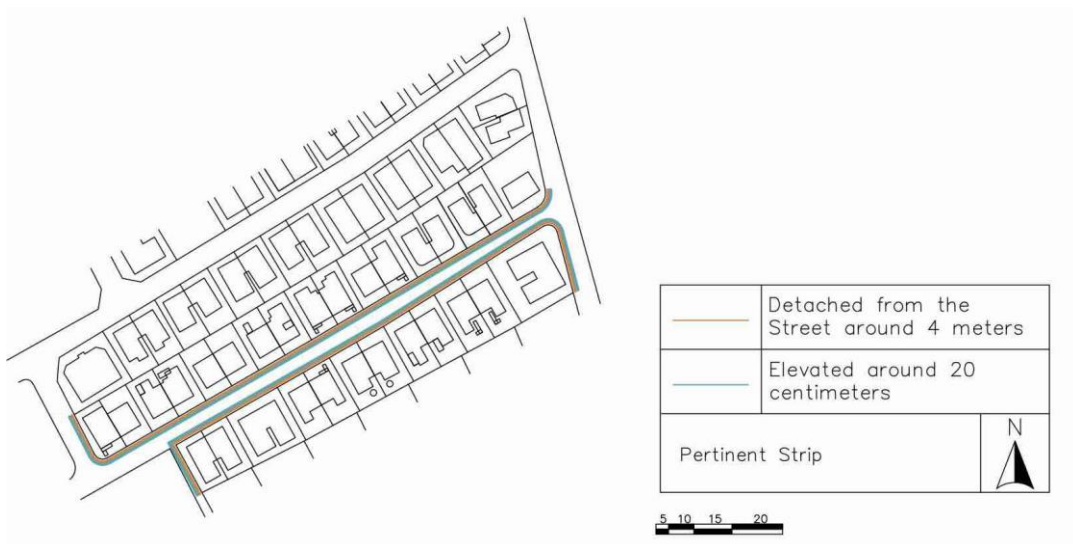 Detached from the
Street around 4 meters
Elevated around 20
centimeters
Pertinent Strip
N
5 10 15 20